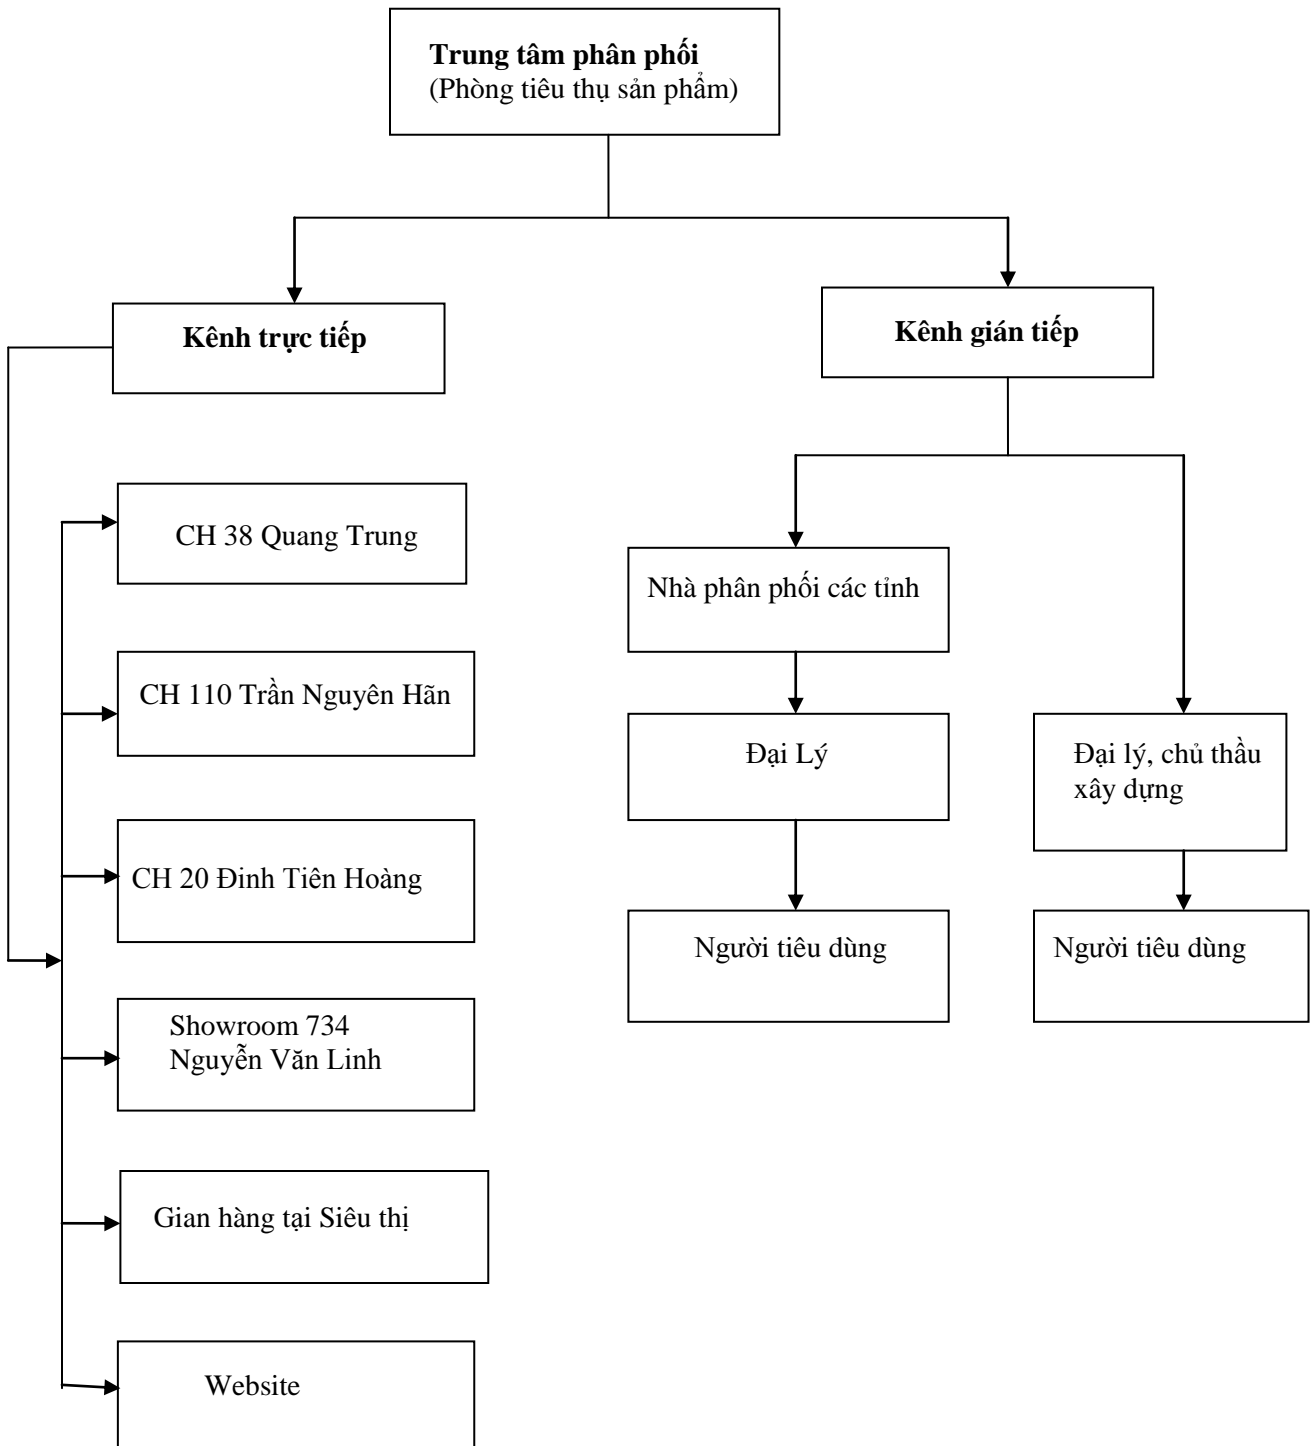 Trung tâm phân phối
(Phòng tiêu thụ sản phẩm)
Kênh trực tiếp
Kênh gián tiếp
CH 38 Quang Trung
CH 110 Trần Nguyên Hãn
CH 20 Đinh Tiên Hoàng
Showroom 734
Nguyễn Văn Linh
Gian hàng tại Siêu thị
Website
Nhà phân phối các tỉnh
Đại Lý
Người tiêu dùng
Đại lý, chủ thầu
xây dựng
Người tiêu dùng